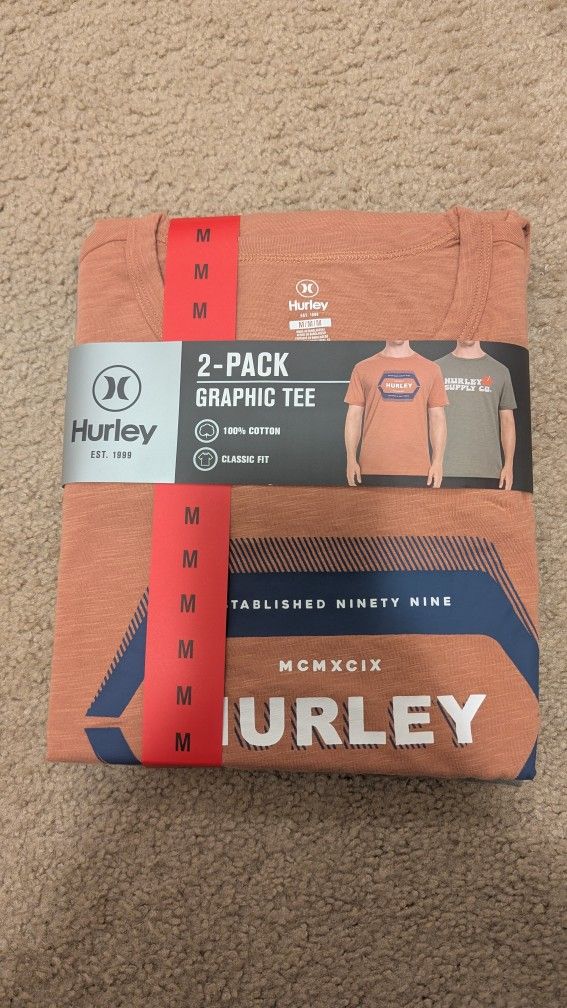 M
M
M
Hurley
EST. 1999
M/M/M
Hurley
EST. 1999
2-PACK
GRAPHIC TEE
100% COTTON
CLASSIC FIT
HURLEY
HURLEY
SUPPLY CO.
M
M
M
M
M
M
TABLISHED NINETY NINE
MCMXCIX
URLEY